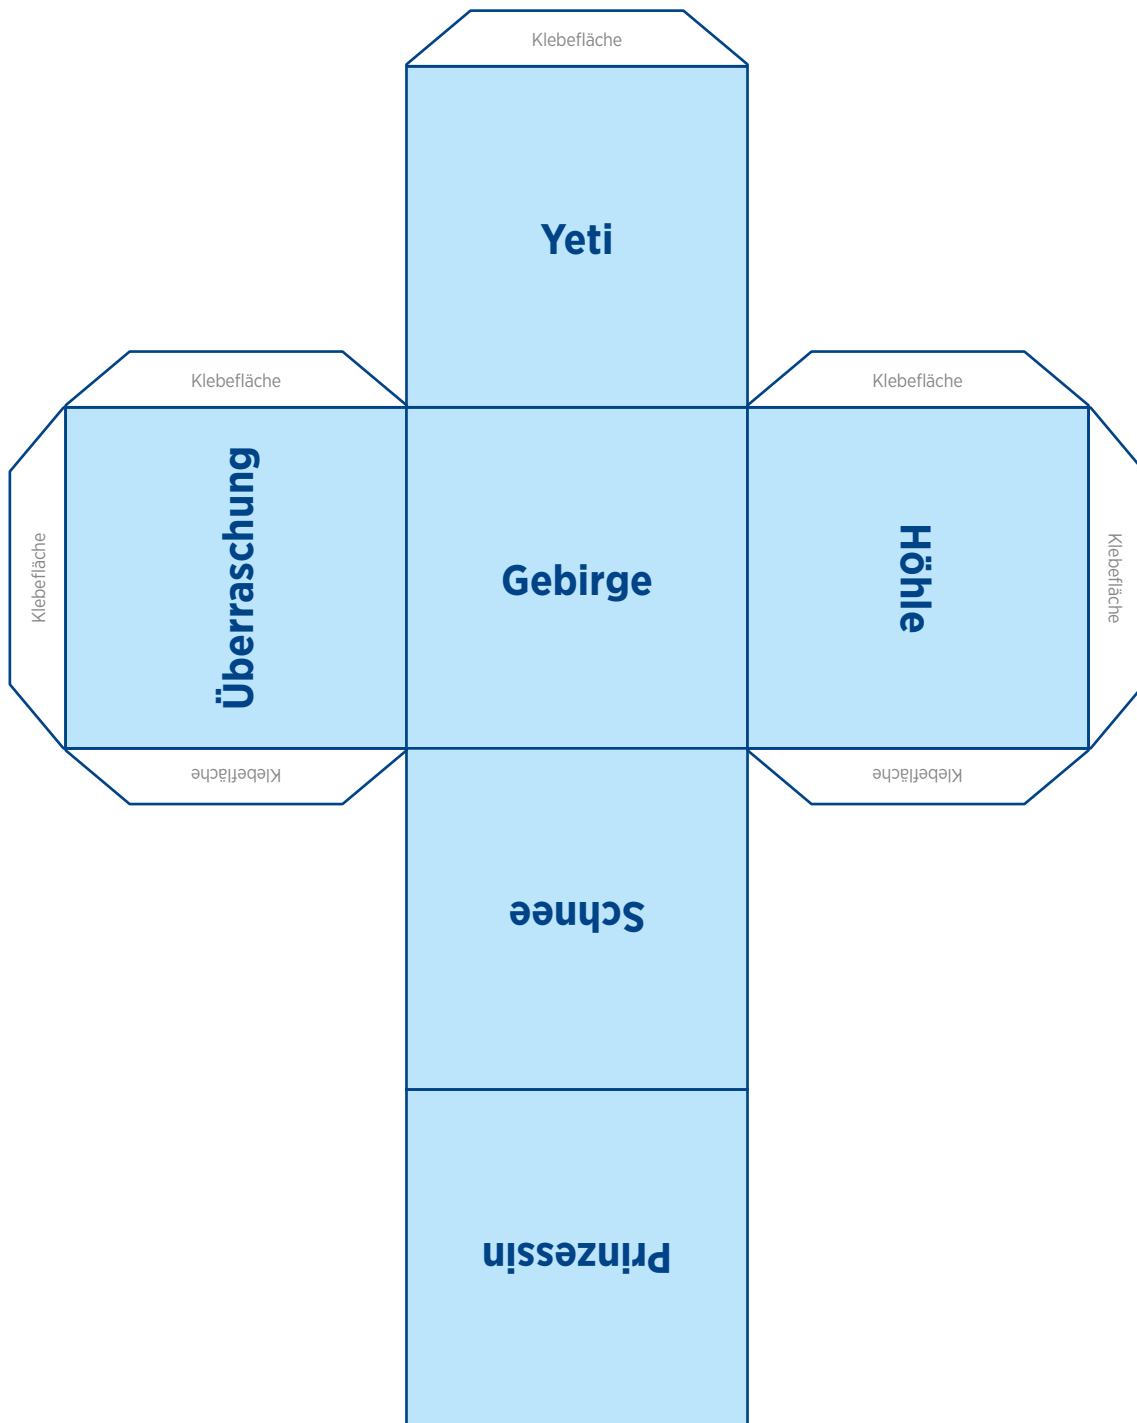 Klebefläche
Yeti
Klebefläche
Klebefläche
Klebefläche
Überraschung
Gebirge
Höhle
Klebefläche
Klebefläche
Klebefläche
Schnee
Prinzessin